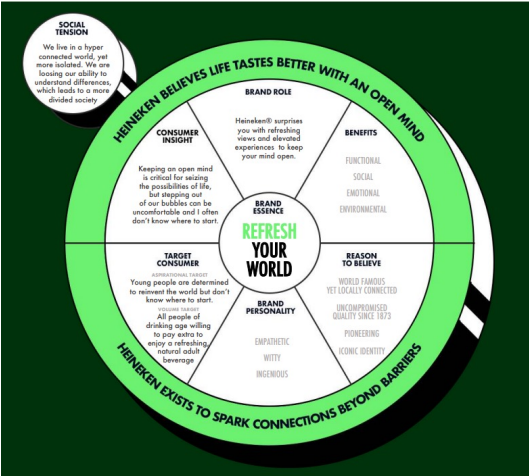 SOCIAL
TENSION
We live in a hyper
connected world, yet
more isolated. We are
loosing our ability to
understand differences,
which leads to a more
divided society
HEINEKEN BELIEVES LIFE TASTES BETTER WITH AN OPEN MIND
BRAND ROLE
Heineken® surprises
you with refreshing
views and elevated
experiences to keep
your mind open.
CONSUMER
INSIGHT
Keeping an open mind
is critical for seizing
the possibilities of life,
but stepping out
of our bubbles can be
uncomfortable and I often
don't know where to start.
BENEFITS
FUNCTIONAL
SOCIAL
EMOTIONAL
ENVIRONMENTAL
BRAND
ESSENCE
REFRESH
YOUR
WORLD
TARGET
CONSUMER
ASPIRATIONAL TARGET
Young people are determined
to reinvent the world but don't
know where to start.
VOLUME TARGET
All people of
drinking age willing
to pay extra to
enjoy a refreshing,
natural adult
beverage
BRAND
PERSONALITY
EMPATHETIC
WITTY
INGENIOUS
REASON
TO BELIEVE
WORLD FAMOUS
YET LOCALLY CONNECTED
UNCOMPROMISED
QUALITY SINCE 1873
PIONEERING
ICONIC IDENTITY
HEINEKEN EXISTS TO SPARK CONNECTIONS BEYOND BARRIERS